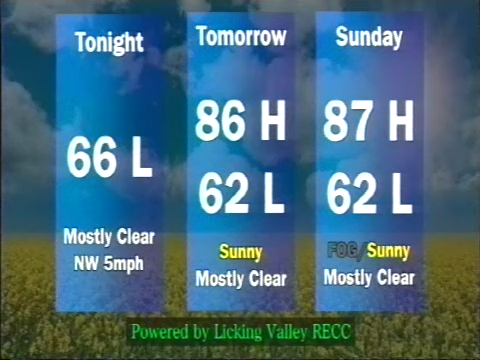 Tonight
66 L
Mostly Clear
NW 5mph
Tomorrow
86 H
62 L
Sunny
Mostly Clear
Sunday
87 H
62 L
FOG/Sunny
Mostly Clear
Powered by Licking Valley RECC